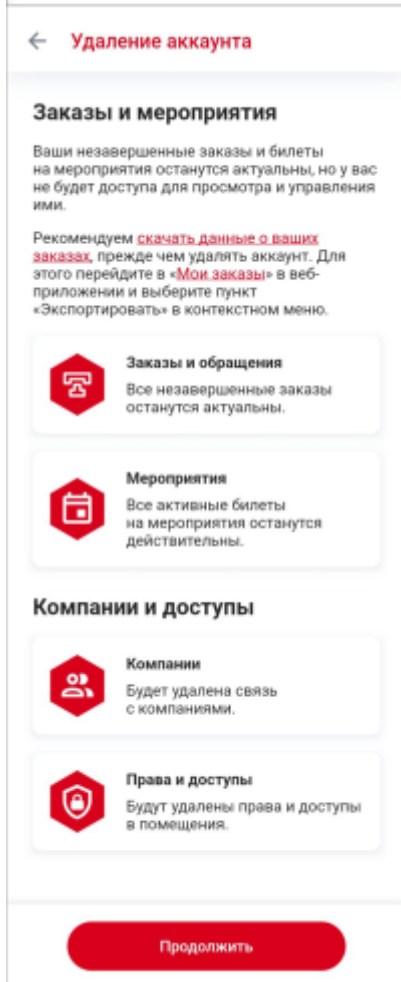 Удаление аккаунта
Заказы и мероприятия
Ваши незавершенные заказы и билеты
на мероприятия останутся актуальны, но у вас
не будет доступа для просмотра и управления
ими.
Рекомендуем скачать данные о ваших
заказах, прежде чем удалять аккаунт. Для
этого перейдите в «Мои заказы» в веб-
приложении и выберите пункт
«Экспортировать» в контекстном меню.
Заказы и обращения
Все незавершенные заказы
останутся актуальны.
Мероприятия
Все активные билеты
на мероприятия останутся
действительны.
Компании и доступы
Компании
Будет удалена связь
с компаниями.
Права и доступы
Будут удалены права и доступы
в помещения.
Продолжить